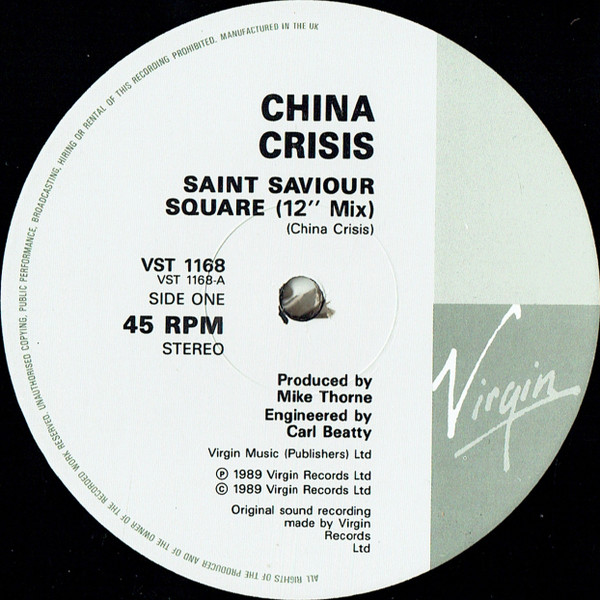 ALL RIGHTS OF THE PRODUCER AND OF THE OWNER OF THE RECORDED WORK RESERVED. UNAUTHORISED COPYING, PUBLIC PERFORMANCE, BROADCASTING, HIRING OR RENTAL OF THIS RECORDING PROHIBITED. MANUFACTURED IN THE UK
CHINA
CRISIS
SAINT SAVIOUR
SQUARE (12″ Mix)
(China Crisis)
VST 1168
VST 1168-A
SIDE ONE
45 RPM
STEREO
Produced by
Mike Thorne
Engineered by
Carl Beatty
Virgin Music (Publishers) Ltd
℗ 1989 Virgin Records Ltd
© 1989 Virgin Records Ltd
Original sound recording
made by Virgin
Records
Ltd
Virgin